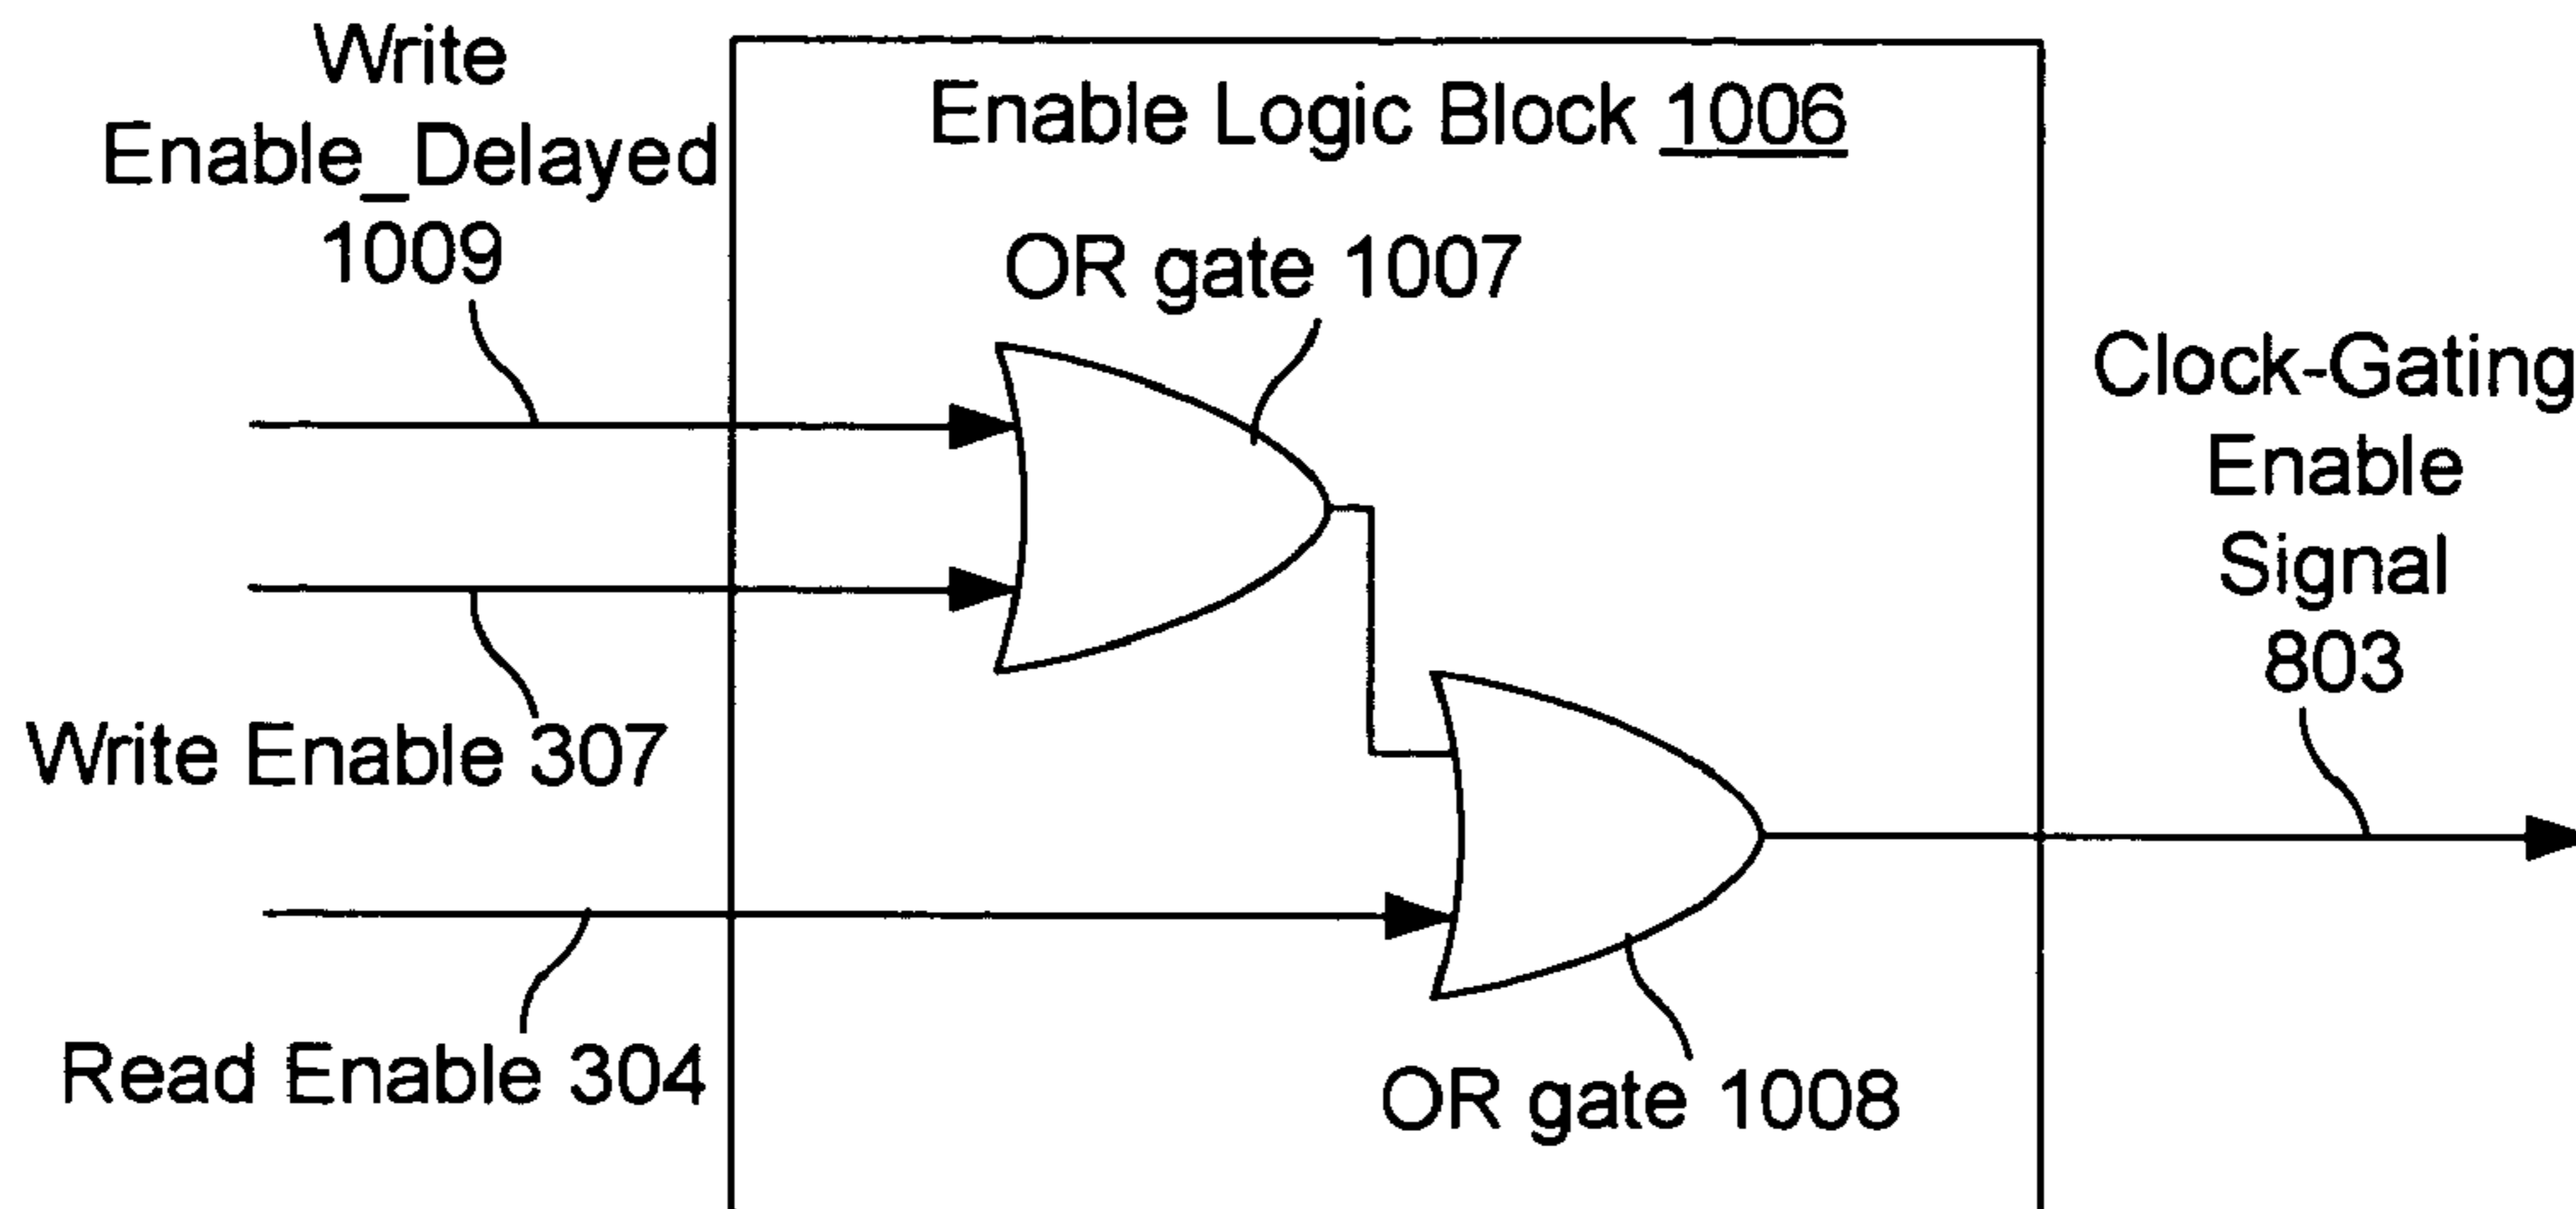 Write
Enable_Delayed
1009
Enable Logic Block 1006
OR gate 1007
Clock-Gating
Enable
Signal
803
Write Enable 307
Read Enable 304
OR gate 1008